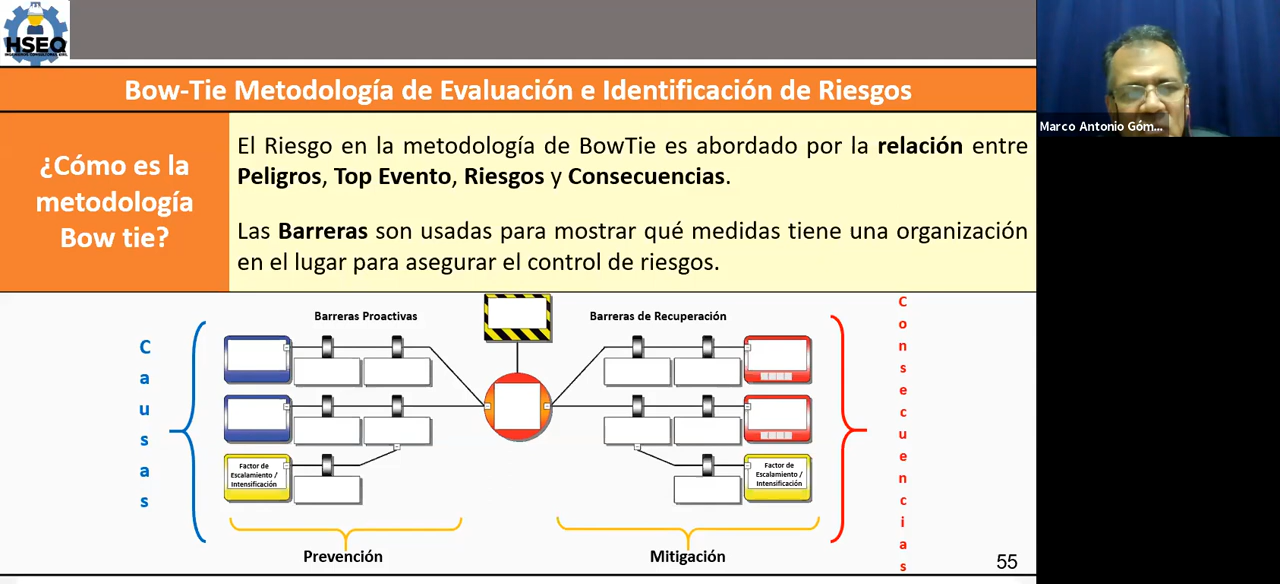 HSEQ
Bow-Tie Metodología de Evaluación e Identificación de Riesgos
Marco Antonio Góm...
¿Cómo es la
metodología
Bow tie?
El Riesgo en la metodología de BowTie es abordado por la relación entre
Peligros, Top Evento, Riesgos y Consecuencias.
Las Barreras son usadas para mostrar qué medidas tiene una organización
en el lugar para asegurar el control de riesgos.
Causas
Barreras Proactivas
Barreras de Recuperación
Consecuencias
Factor de
Escalamiento /
Intensificación
Factor de
Escalamiento /
Intensificación
Prevención
Mitigación
55